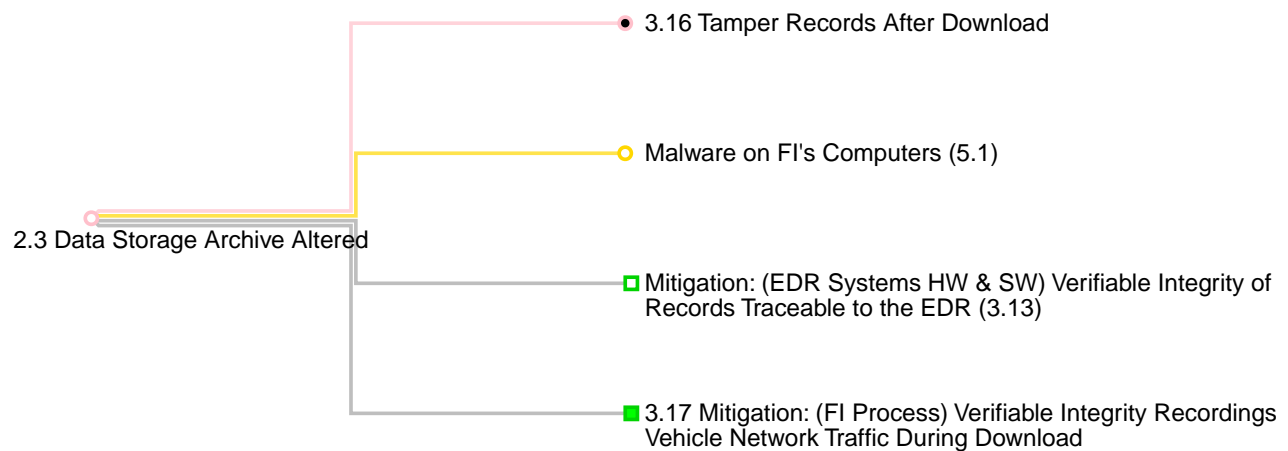 3.16 Tamper Records After Download
Malware on FI's Computers (5.1)
2.3 Data Storage Archive Altered
Mitigation: (EDR Systems HW & SW) Verifiable Integrity of
Records Traceable to the EDR (3.13)
3.17 Mitigation: (FI Process) Verifiable Integrity Recordings
Vehicle Network Traffic During Download